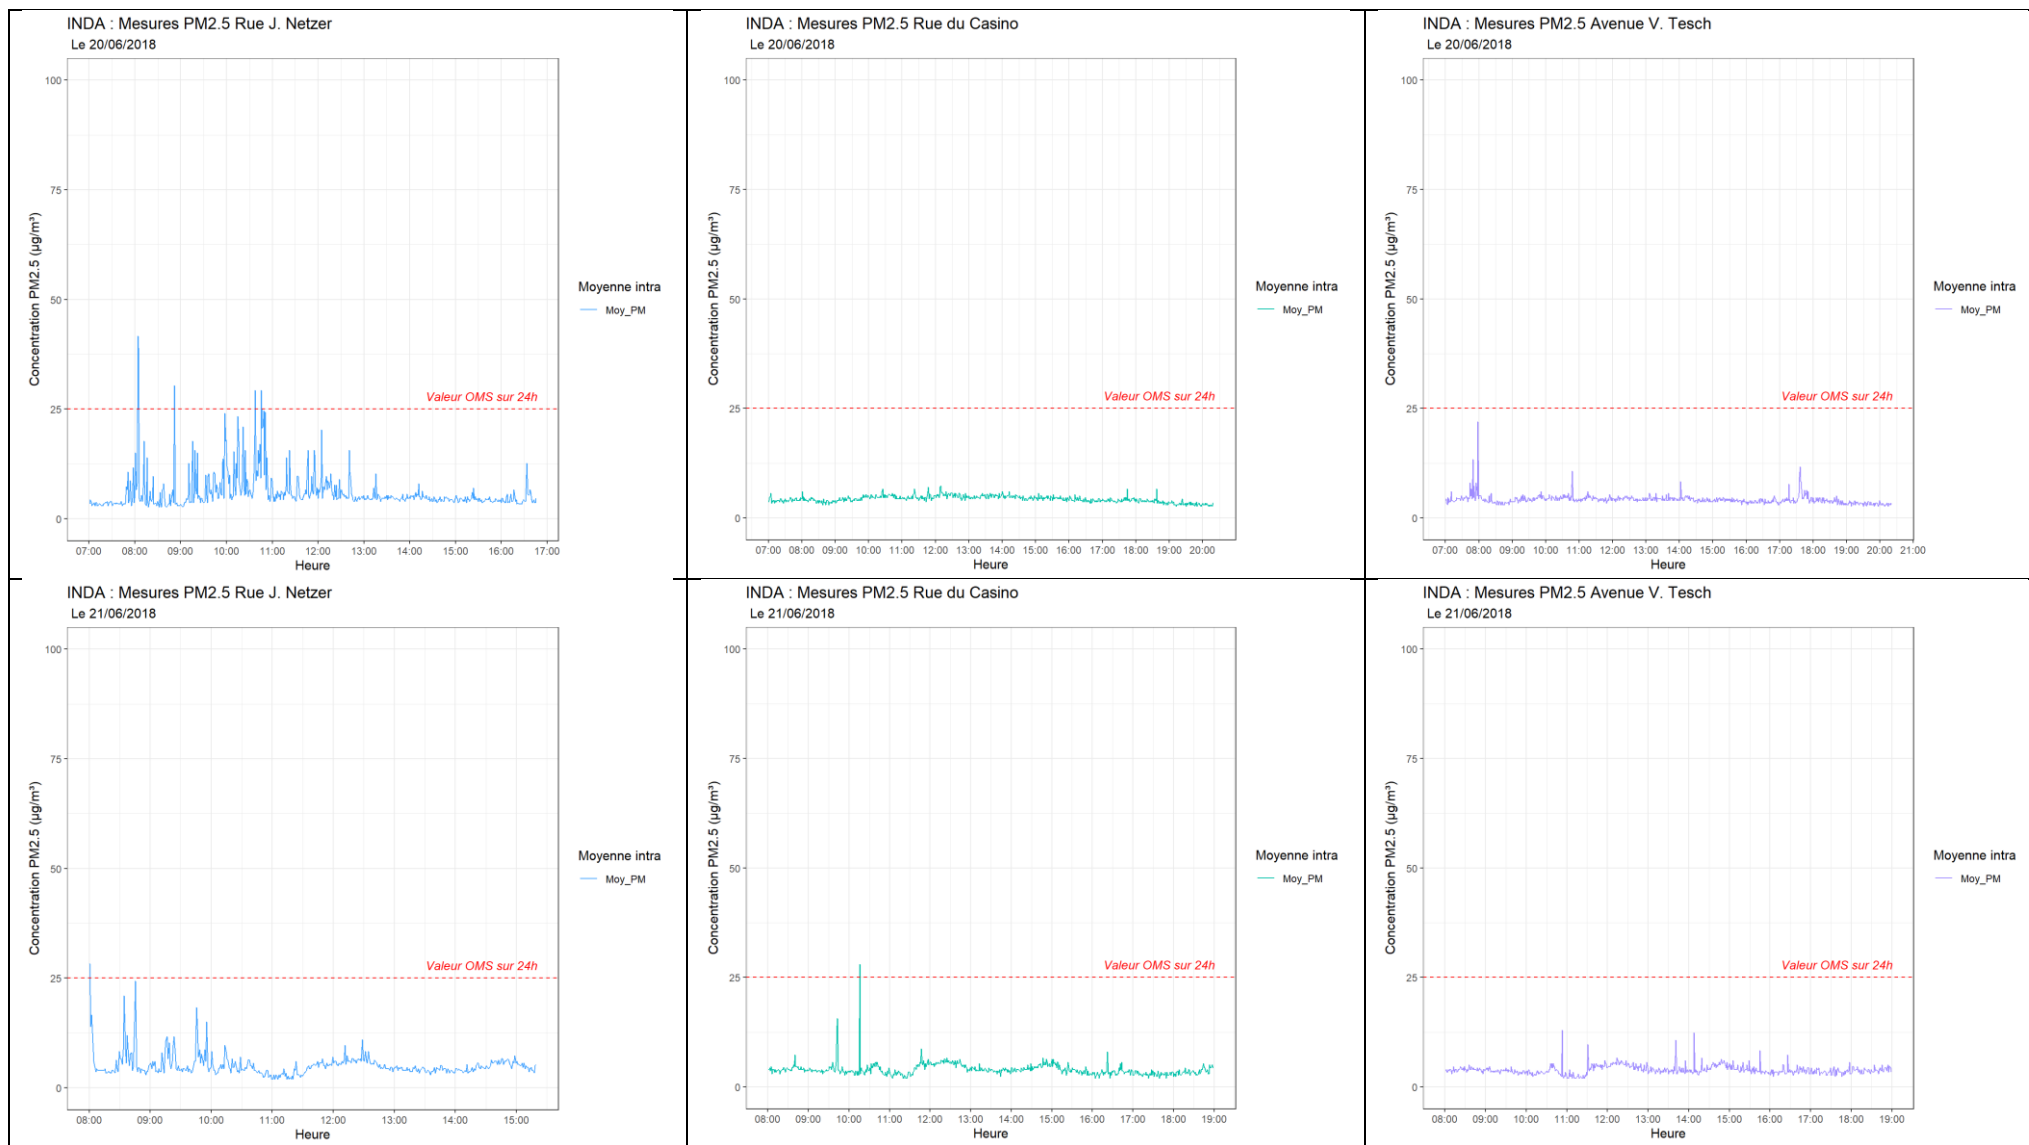 INDA : Mesures PM2.5 Rue J. Netzer
Le 20/06/2018
100
75
50
25
0
Concentration PM2.5 (µg/m³)
Valeur OMS sur 24h
07:00 08:00 09:00 10:00 11:00 12:00 13:00 14:00 15:00 16:00 17:00
Heure
Moyenne intra
Moy_PM
INDA : Mesures PM2.5 Rue du Casino
Le 20/06/2018
100
75
50
25
0
Concentration PM2.5 (µg/m³)
Valeur OMS sur 24h
07:00 08:00 09:00 10:00 11:00 12:00 13:00 14:00 15:00 16:00 17:00 18:00 19:00 20:00
Heure
Moyenne intra
Moy_PM
INDA : Mesures PM2.5 Avenue V. Tesch
Le 20/06/2018
100
75
50
25
0
Concentration PM2.5 (µg/m³)
Valeur OMS sur 24h
07:00 08:00 09:00 10:00 11:00 12:00 13:00 14:00 15:00 16:00 17:00 18:00 19:00 20:00 21:00
Heure
Moyenne intra
Moy_PM
INDA : Mesures PM2.5 Rue J. Netzer
Le 21/06/2018
100
75
50
25
0
Concentration PM2.5 (µg/m³)
Valeur OMS sur 24h
08:00 09:00 10:00 11:00 12:00 13:00 14:00 15:00
Heure
Moyenne intra
Moy_PM
INDA : Mesures PM2.5 Rue du Casino
Le 21/06/2018
100
75
50
25
0
Concentration PM2.5 (µg/m³)
Valeur OMS sur 24h
08:00 09:00 10:00 11:00 12:00 13:00 14:00 15:00 16:00 17:00 18:00 19:00
Heure
Moyenne intra
Moy_PM
INDA : Mesures PM2.5 Avenue V. Tesch
Le 21/06/2018
100
75
50
25
0
Concentration PM2.5 (µg/m³)
Valeur OMS sur 24h
08:00 09:00 10:00 11:00 12:00 13:00 14:00 15:00 16:00 17:00 18:00 19:00
Heure
Moyenne intra
Moy_PM